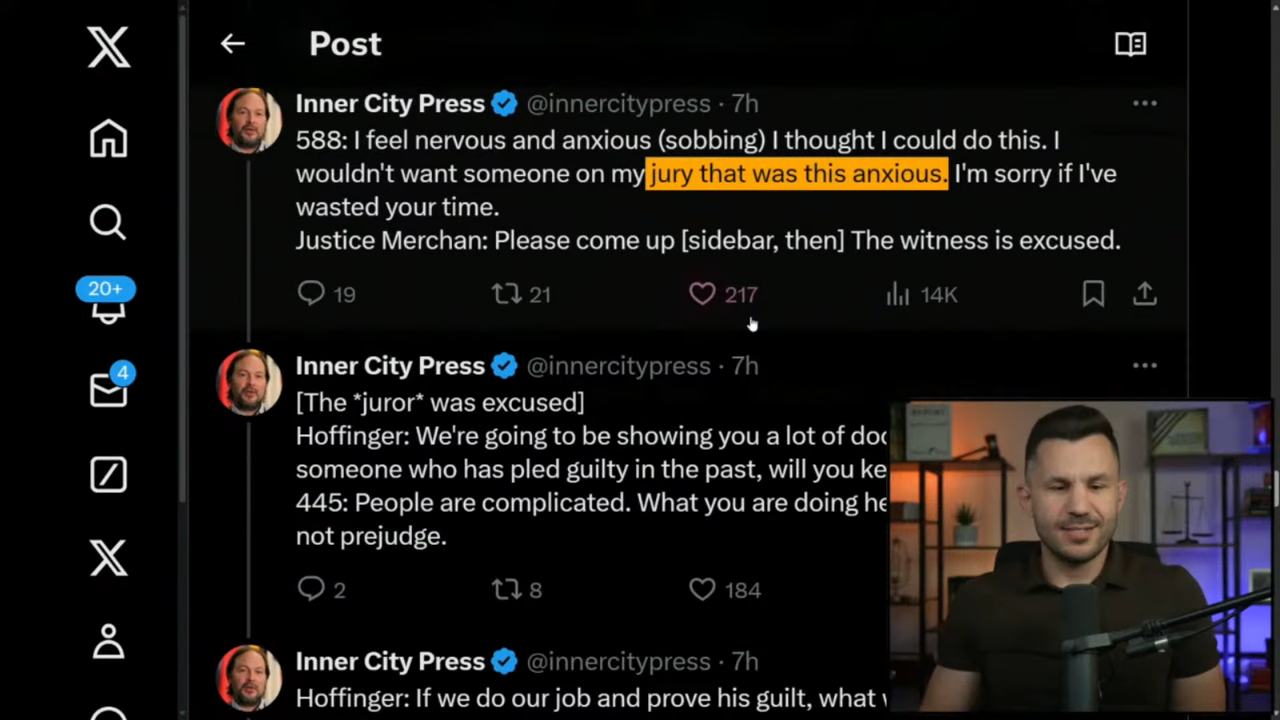 Post
Inner City Press @innercitypress · 7h
588: I feel nervous and anxious (sobbing) I thought I could do this. I
wouldn't want someone on my jury that was this anxious. I'm sorry if I've
wasted your time.
Justice Merchan: Please come up [sidebar, then] The witness is excused.
19 21 217 14K
20+
4
Inner City Press @innercitypress · 7h
[The *juror* was excused]
Hoffinger: We're going to be showing you a lot of doc
someone who has pled guilty in the past, will you ke
445: People are complicated. What you are doing he
not prejudge.
2 8 184
Inner City Press @innercitypress · 7h
Hoffinger: If we do our job and prove his guilt, what